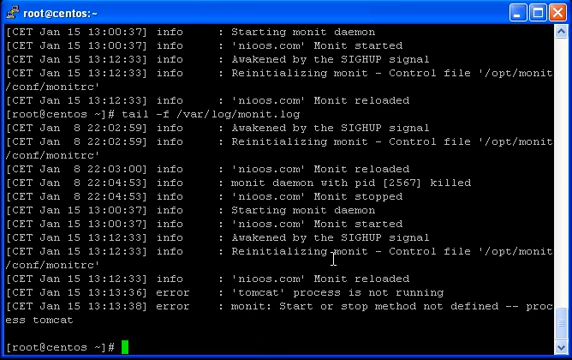 root@centos:~
[CET Jan 15 13:00:37] info     : Starting monit daemon
[CET Jan 15 13:00:37] info     : 'nioos.com' Monit started
[CET Jan 15 13:12:33] info     : Awakened by the SIGHUP signal
[CET Jan 15 13:12:33] info     : Reinitializing monit - Control file '/opt/monit
/conf/monitrc'
[CET Jan 15 13:12:33] info     : 'nioos.com' Monit reloaded
[root@centos ~]# tail -f /var/log/monit.log
[CET Jan  8 22:02:59] info     : Awakened by the SIGHUP signal
[CET Jan  8 22:02:59] info     : Reinitializing monit - Control file '/opt/monit
/conf/monitrc'
[CET Jan  8 22:03:00] info     : 'nioos.com' Monit reloaded
[CET Jan  8 22:04:53] info     : monit daemon with pid [2567] killed
[CET Jan  8 22:04:53] info     : 'nioos.com' Monit stopped
[CET Jan 15 13:00:37] info     : Starting monit daemon
[CET Jan 15 13:00:37] info     : 'nioos.com' Monit started
[CET Jan 15 13:12:33] info     : Awakened by the SIGHUP signal
[CET Jan 15 13:12:33] info     : Reinitializing monit - Control file '/opt/monit
/conf/monitrc'
[CET Jan 15 13:12:33] info     : 'nioos.com' Monit reloaded
[CET Jan 15 13:13:36] error    : 'tomcat' process is not running
[CET Jan 15 13:13:38] error    : monit: Start or stop method not defined -- proc
ess tomcat
[root@centos ~]#